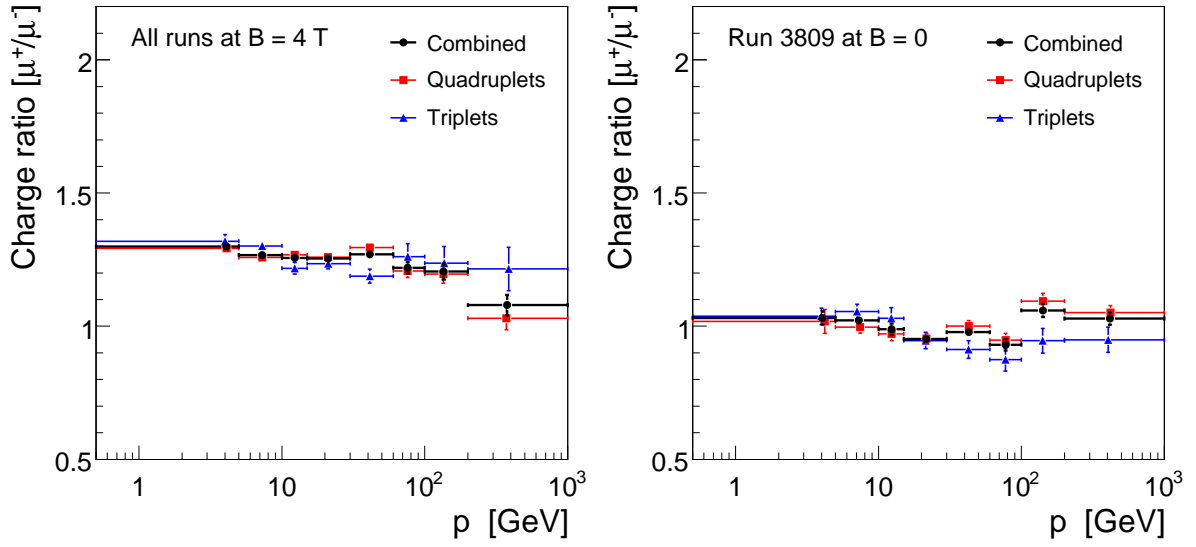 All runs at B = 4 T
Combined
Quadruplets
Triplets
Charge ratio [μ⁺/μ⁻]
2
1.5
1
0.5
1 10 10² 10³
p [GeV]
Run 3809 at B = 0
Combined
Quadruplets
Triplets
Charge ratio [μ⁺/μ⁻]
2
1.5
1
0.5
1 10 10² 10³
p [GeV]